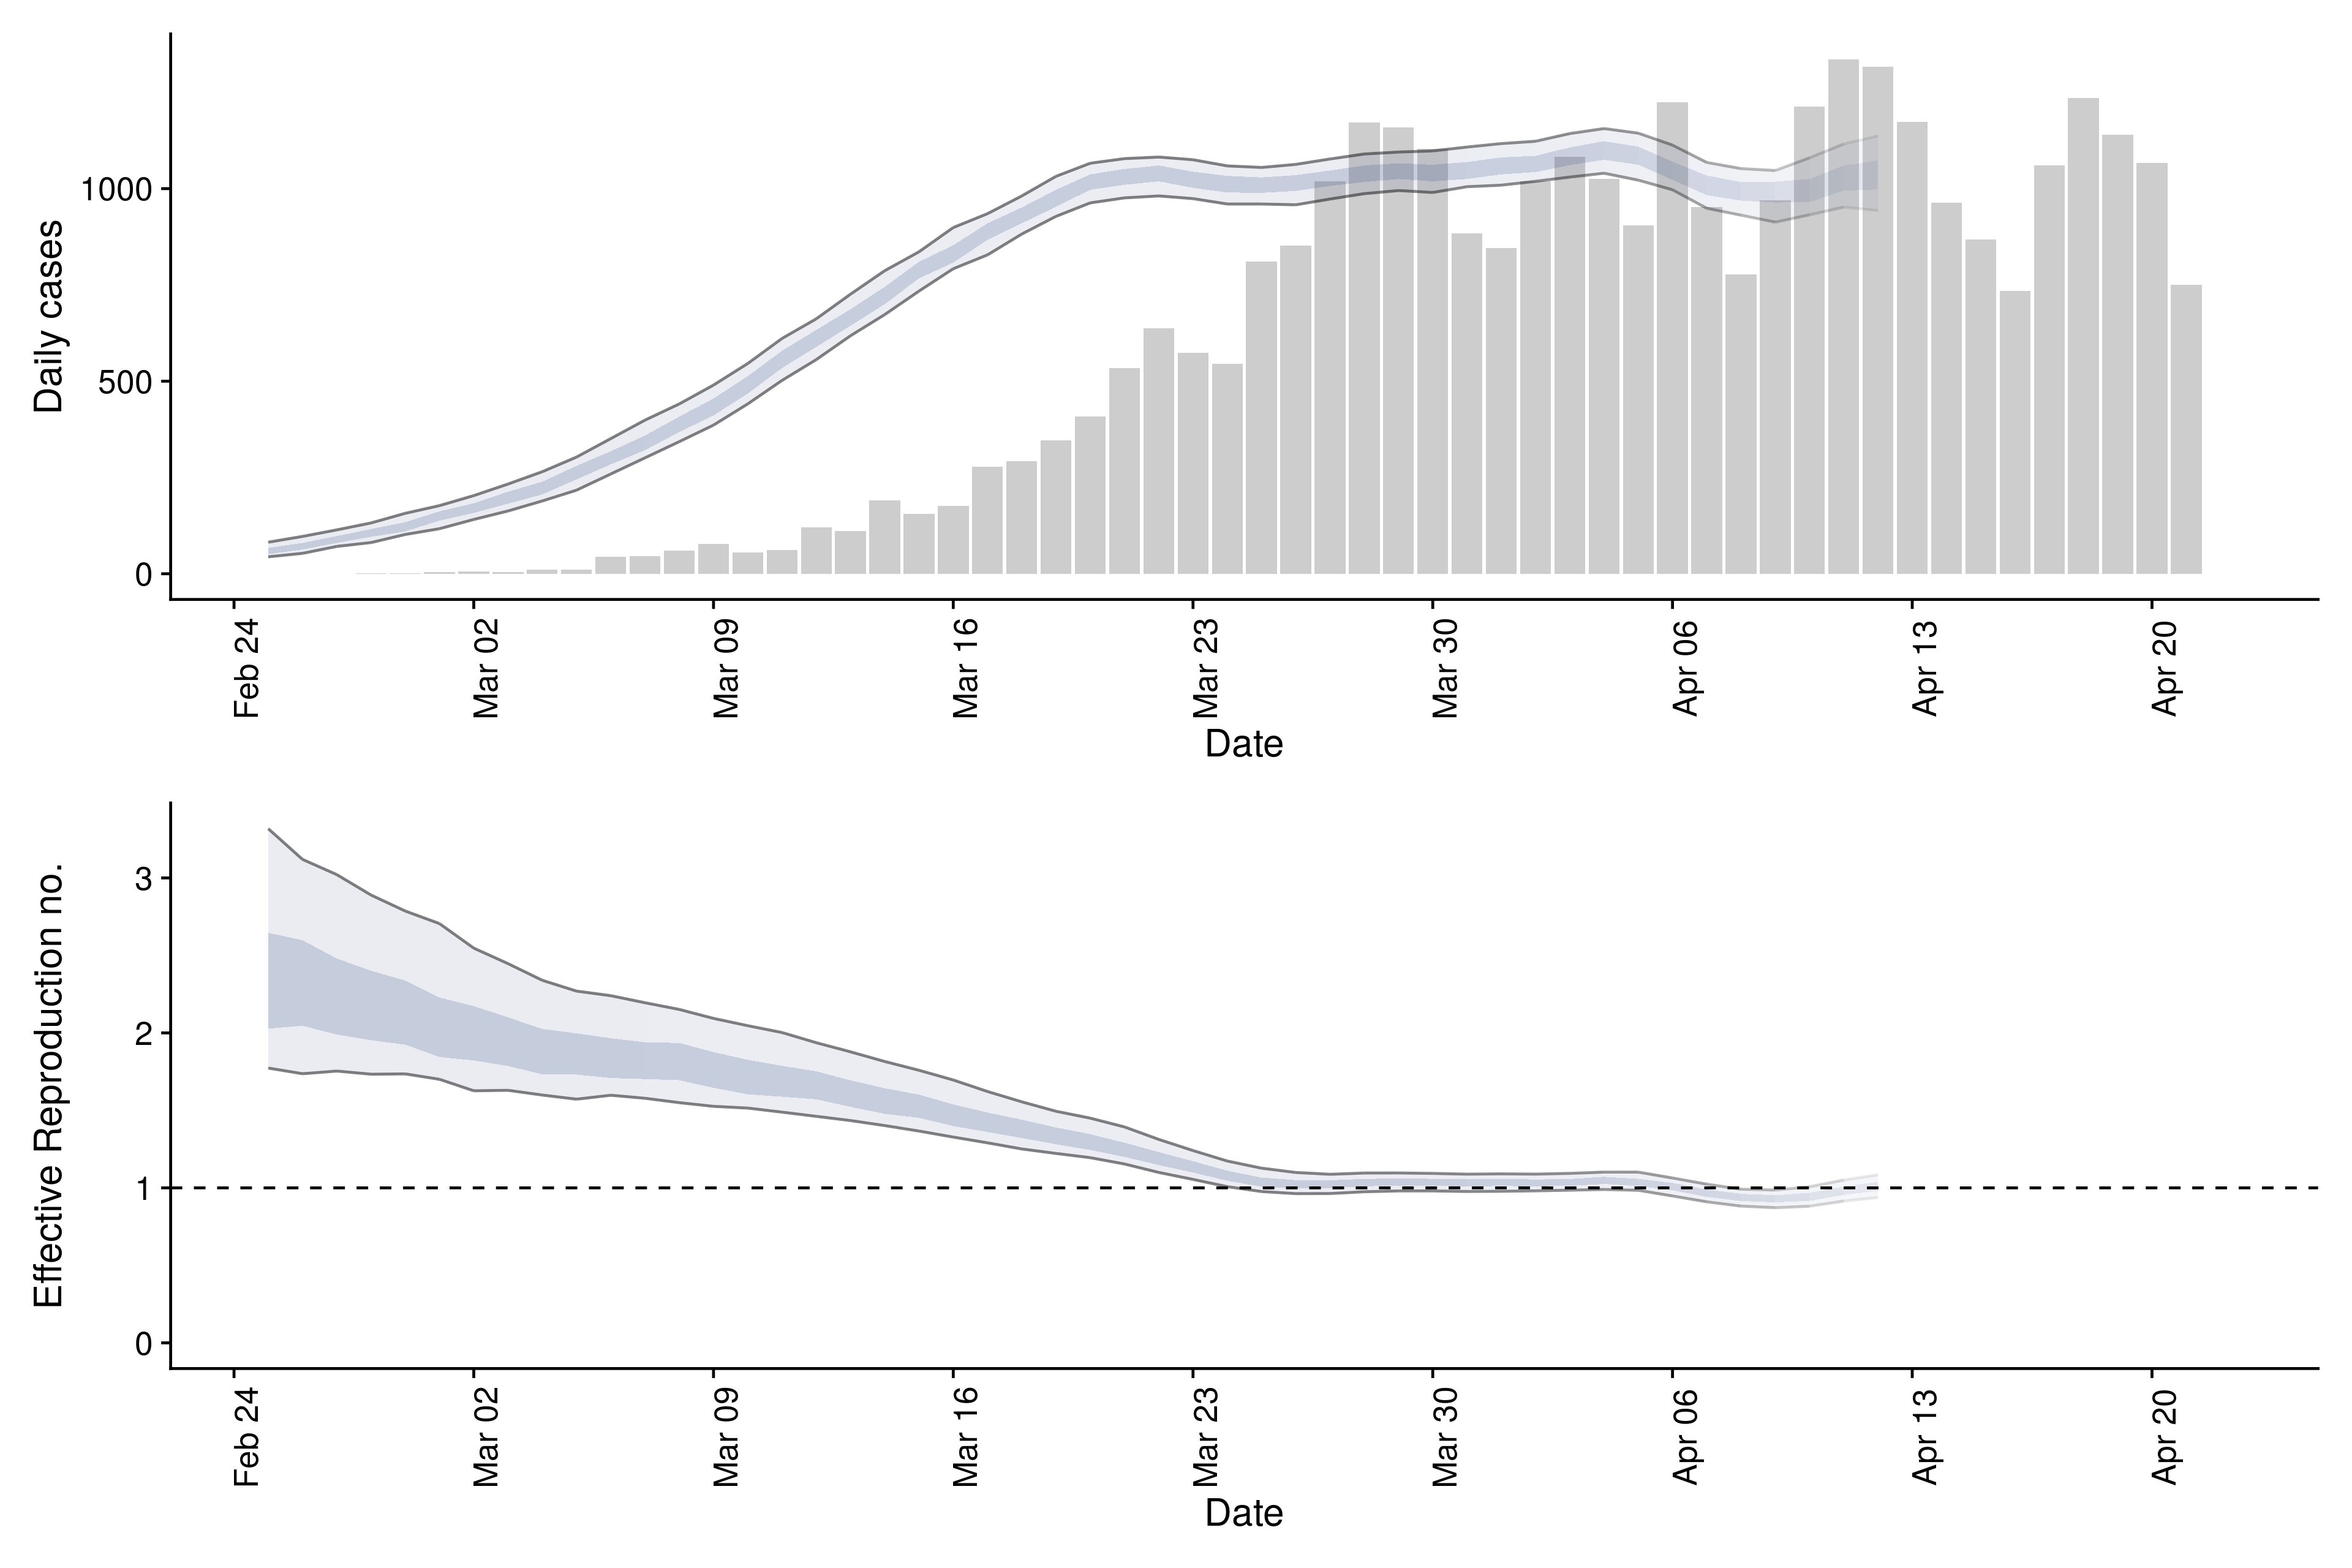 Daily cases
1000
500
0
Feb 24
Mar 02
Mar 09
Mar 16
Mar 23
Mar 30
Apr 06
Apr 13
Apr 20
Date
Effective Reproduction no.
3
2
1
0
Feb 24
Mar 02
Mar 09
Mar 16
Mar 23
Mar 30
Apr 06
Apr 13
Apr 20
Date